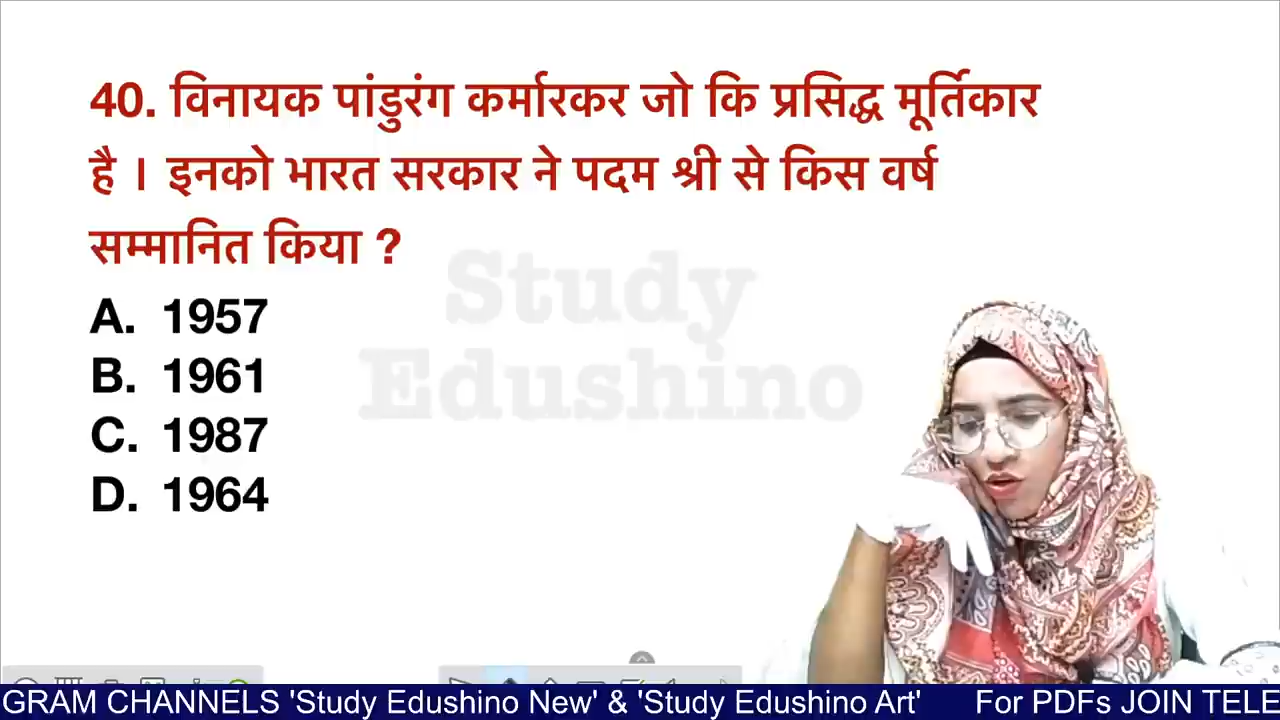 40. विनायक पांडुरंग कर्मारकर जो कि प्रसिद्ध मूर्तिकार
है । इनको भारत सरकार ने पदम श्री से किस वर्ष
सम्मानित किया ?
Study
Edushino
A. 1957
B. 1961
C. 1987
D. 1964
GRAM CHANNELS 'Study Edushino New' & 'Study Edushino Art' For PDFs JOIN TELE